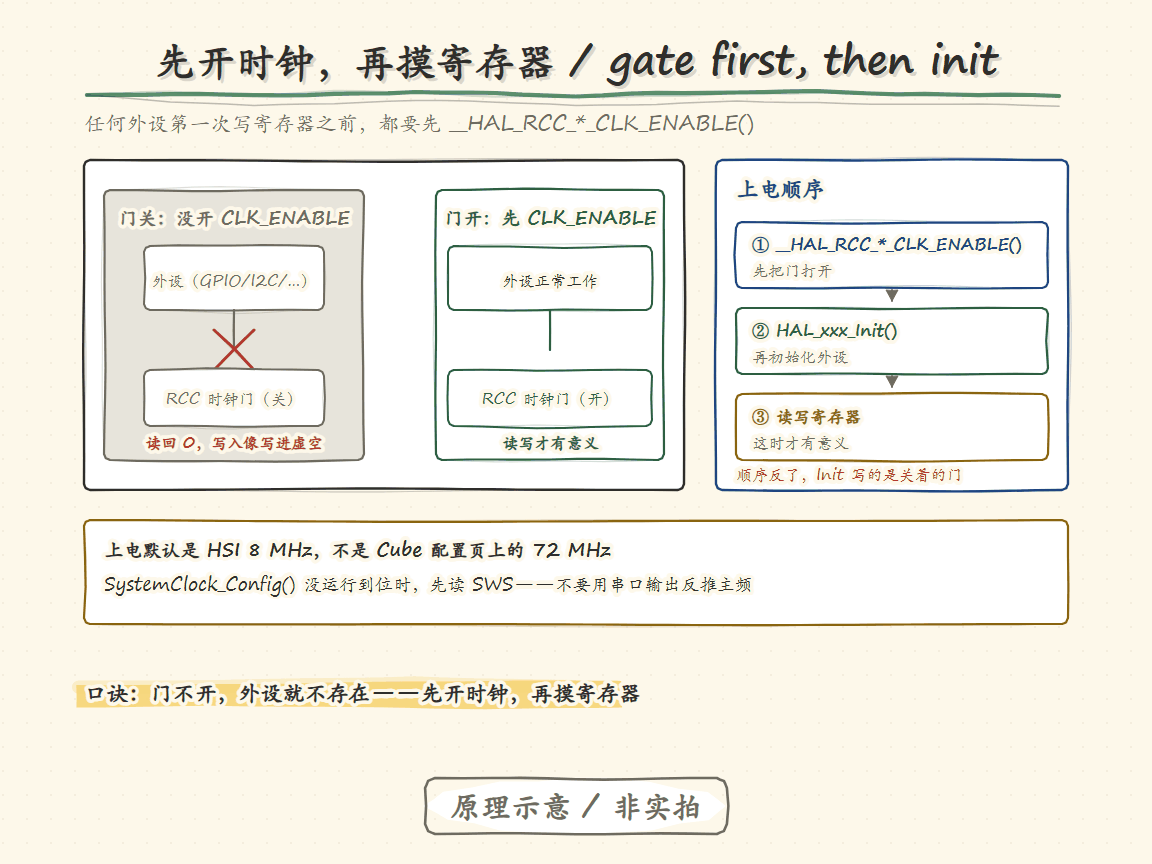 先开时钟，再摸寄存器 / gate first, then init
任何外设第一次写寄存器之前，都要先 __HAL_RCC_*_CLK_ENABLE()
门关：没开 CLK_ENABLE
外设（GPIO/I2C/...）
RCC 时钟门（关）
读回 0，写入像写进虚空
门开：先 CLK_ENABLE
外设正常工作
RCC 时钟门（开）
读写才有意义
上电顺序
① __HAL_RCC_*_CLK_ENABLE()
先把门打开
② HAL_xxx_Init()
再初始化外设
③ 读写寄存器
这时才有意义
顺序反了，Init 写的是关着的门
上电默认是 HSI 8 MHz，不是 Cube 配置页上的 72 MHz
SystemClock_Config() 没运行到位时，先读 SWS——不要用串口输出反推主频
口诀：门不开，外设就不存在——先开时钟，再摸寄存器
原理示意 / 非实拍